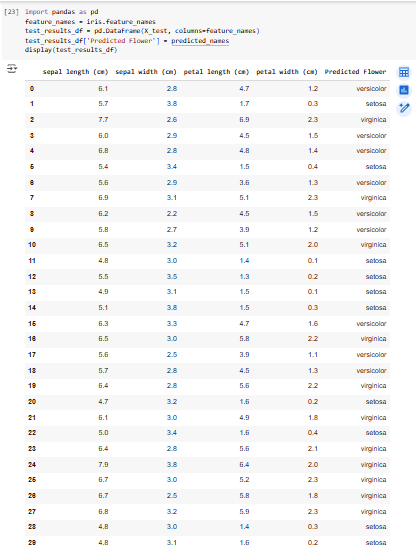 [23] import pandas as pd
feature_names = iris.feature_names
test_results_df = pd.DataFrame(X_test, columns=feature_names)
test_results_df['Predicted Flower'] = predicted_names
display(test_results_df)
sepal length (cm) sepal width (cm) petal length (cm) petal width (cm) Predicted Flower
0 6.1 2.8 4.7 1.2 versicolor
1 5.7 3.8 1.7 0.3 setosa
2 7.7 2.6 6.9 2.3 virginica
3 6.0 2.9 4.5 1.5 versicolor
4 6.8 2.8 4.8 1.4 versicolor
5 5.4 3.4 1.5 0.4 setosa
6 5.6 2.9 3.6 1.3 versicolor
7 6.9 3.1 5.1 2.3 virginica
8 6.2 2.2 4.5 1.5 versicolor
9 5.8 2.7 3.9 1.2 versicolor
10 6.5 3.2 5.1 2.0 virginica
11 4.8 3.0 1.4 0.1 setosa
12 5.5 3.5 1.3 0.2 setosa
13 4.9 3.1 1.5 0.1 setosa
14 5.1 3.8 1.5 0.3 setosa
15 6.3 3.3 4.7 1.6 versicolor
16 6.5 3.0 5.8 2.2 virginica
17 5.6 2.5 3.9 1.1 versicolor
18 5.7 2.8 4.5 1.3 versicolor
19 6.4 2.8 5.6 2.2 virginica
20 4.7 3.2 1.6 0.2 setosa
21 6.1 3.0 4.9 1.8 virginica
22 5.0 3.4 1.6 0.4 setosa
23 6.4 2.8 5.6 2.1 virginica
24 7.9 3.8 6.4 2.0 virginica
25 6.7 3.0 5.2 2.3 virginica
26 6.7 2.5 5.8 1.8 virginica
27 6.8 3.2 5.9 2.3 virginica
28 4.8 3.0 1.4 0.3 setosa
29 4.8 3.1 1.6 0.2 setosa